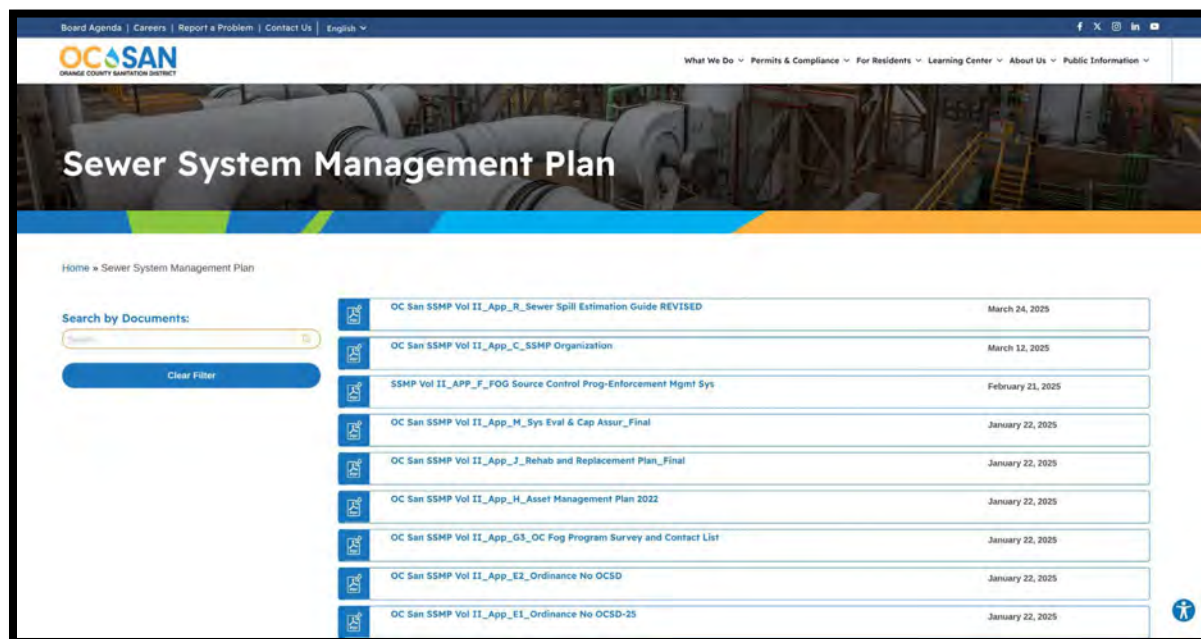 Board Agenda | Careers | Report a Problem | Contact Us | English
OC SAN
ORANGE COUNTY SANITATION DISTRICT
What We Do Permits & Compliance For Residents Learning Center About Us Public Information
Sewer System Management Plan
Home » Sewer System Management Plan
Search by Documents:
Search...
Clear Filter
OC San SSMP Vol II_App_R_Sewer Spill Estimation Guide REVISED March 24, 2025
OC San SSMP Vol II_App_C_SSMP Organization March 12, 2025
SSMP Vol II_APP_F_FOG Source Control Prog-Enforcement Mgmt Sys February 21, 2025
OC San SSMP Vol II_App_M_Sys Eval & Cap Assur_Final January 22, 2025
OC San SSMP Vol II_App_J_Rehab and Replacement Plan_Final January 22, 2025
OC San SSMP Vol II_App_H_Asset Management Plan 2022 January 22, 2025
OC San SSMP Vol II_App_G3_OC Fog Program Survey and Contact List January 22, 2025
OC San SSMP Vol II_App_E2_Ordinance No OCSD January 22, 2025
OC San SSMP Vol II_App_E1_Ordinance No OCSD-25 January 22, 2025